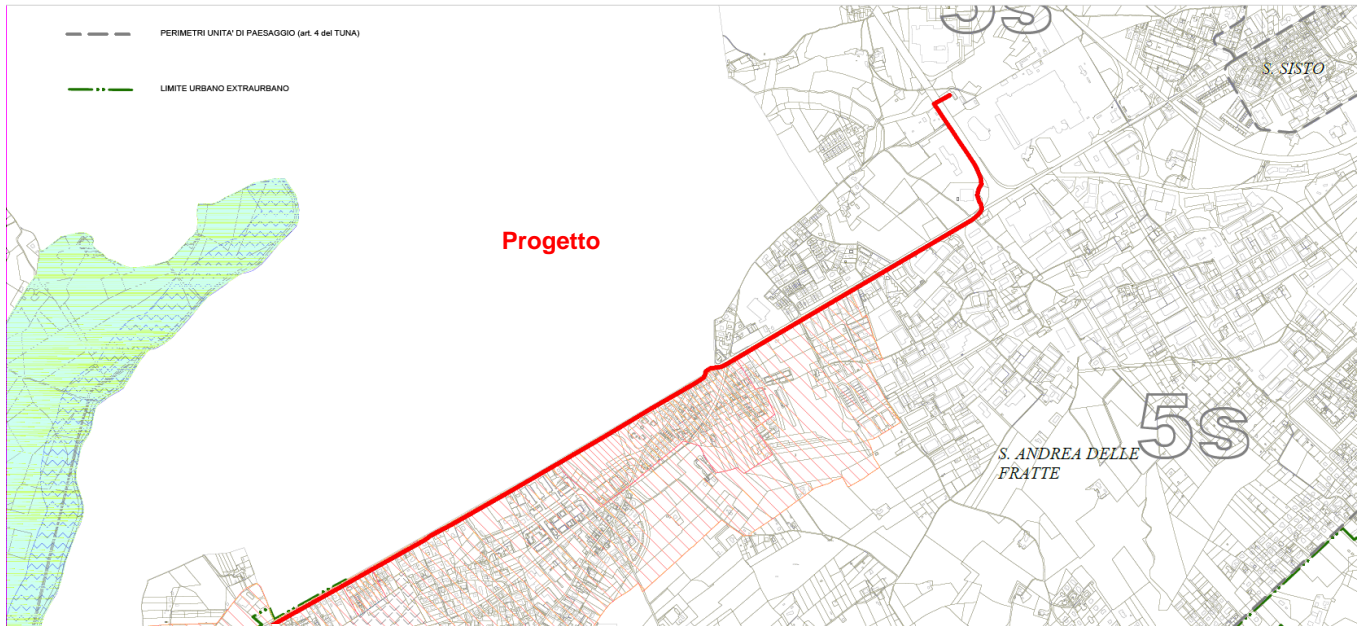 5s
PERIMETRI UNITA' DI PAESAGGIO (art. 4 del TUNA)
S. SISTO
LIMITE URBANO EXTRAURBANO
Progetto
5s
S. ANDREA DELLE
FRATTE